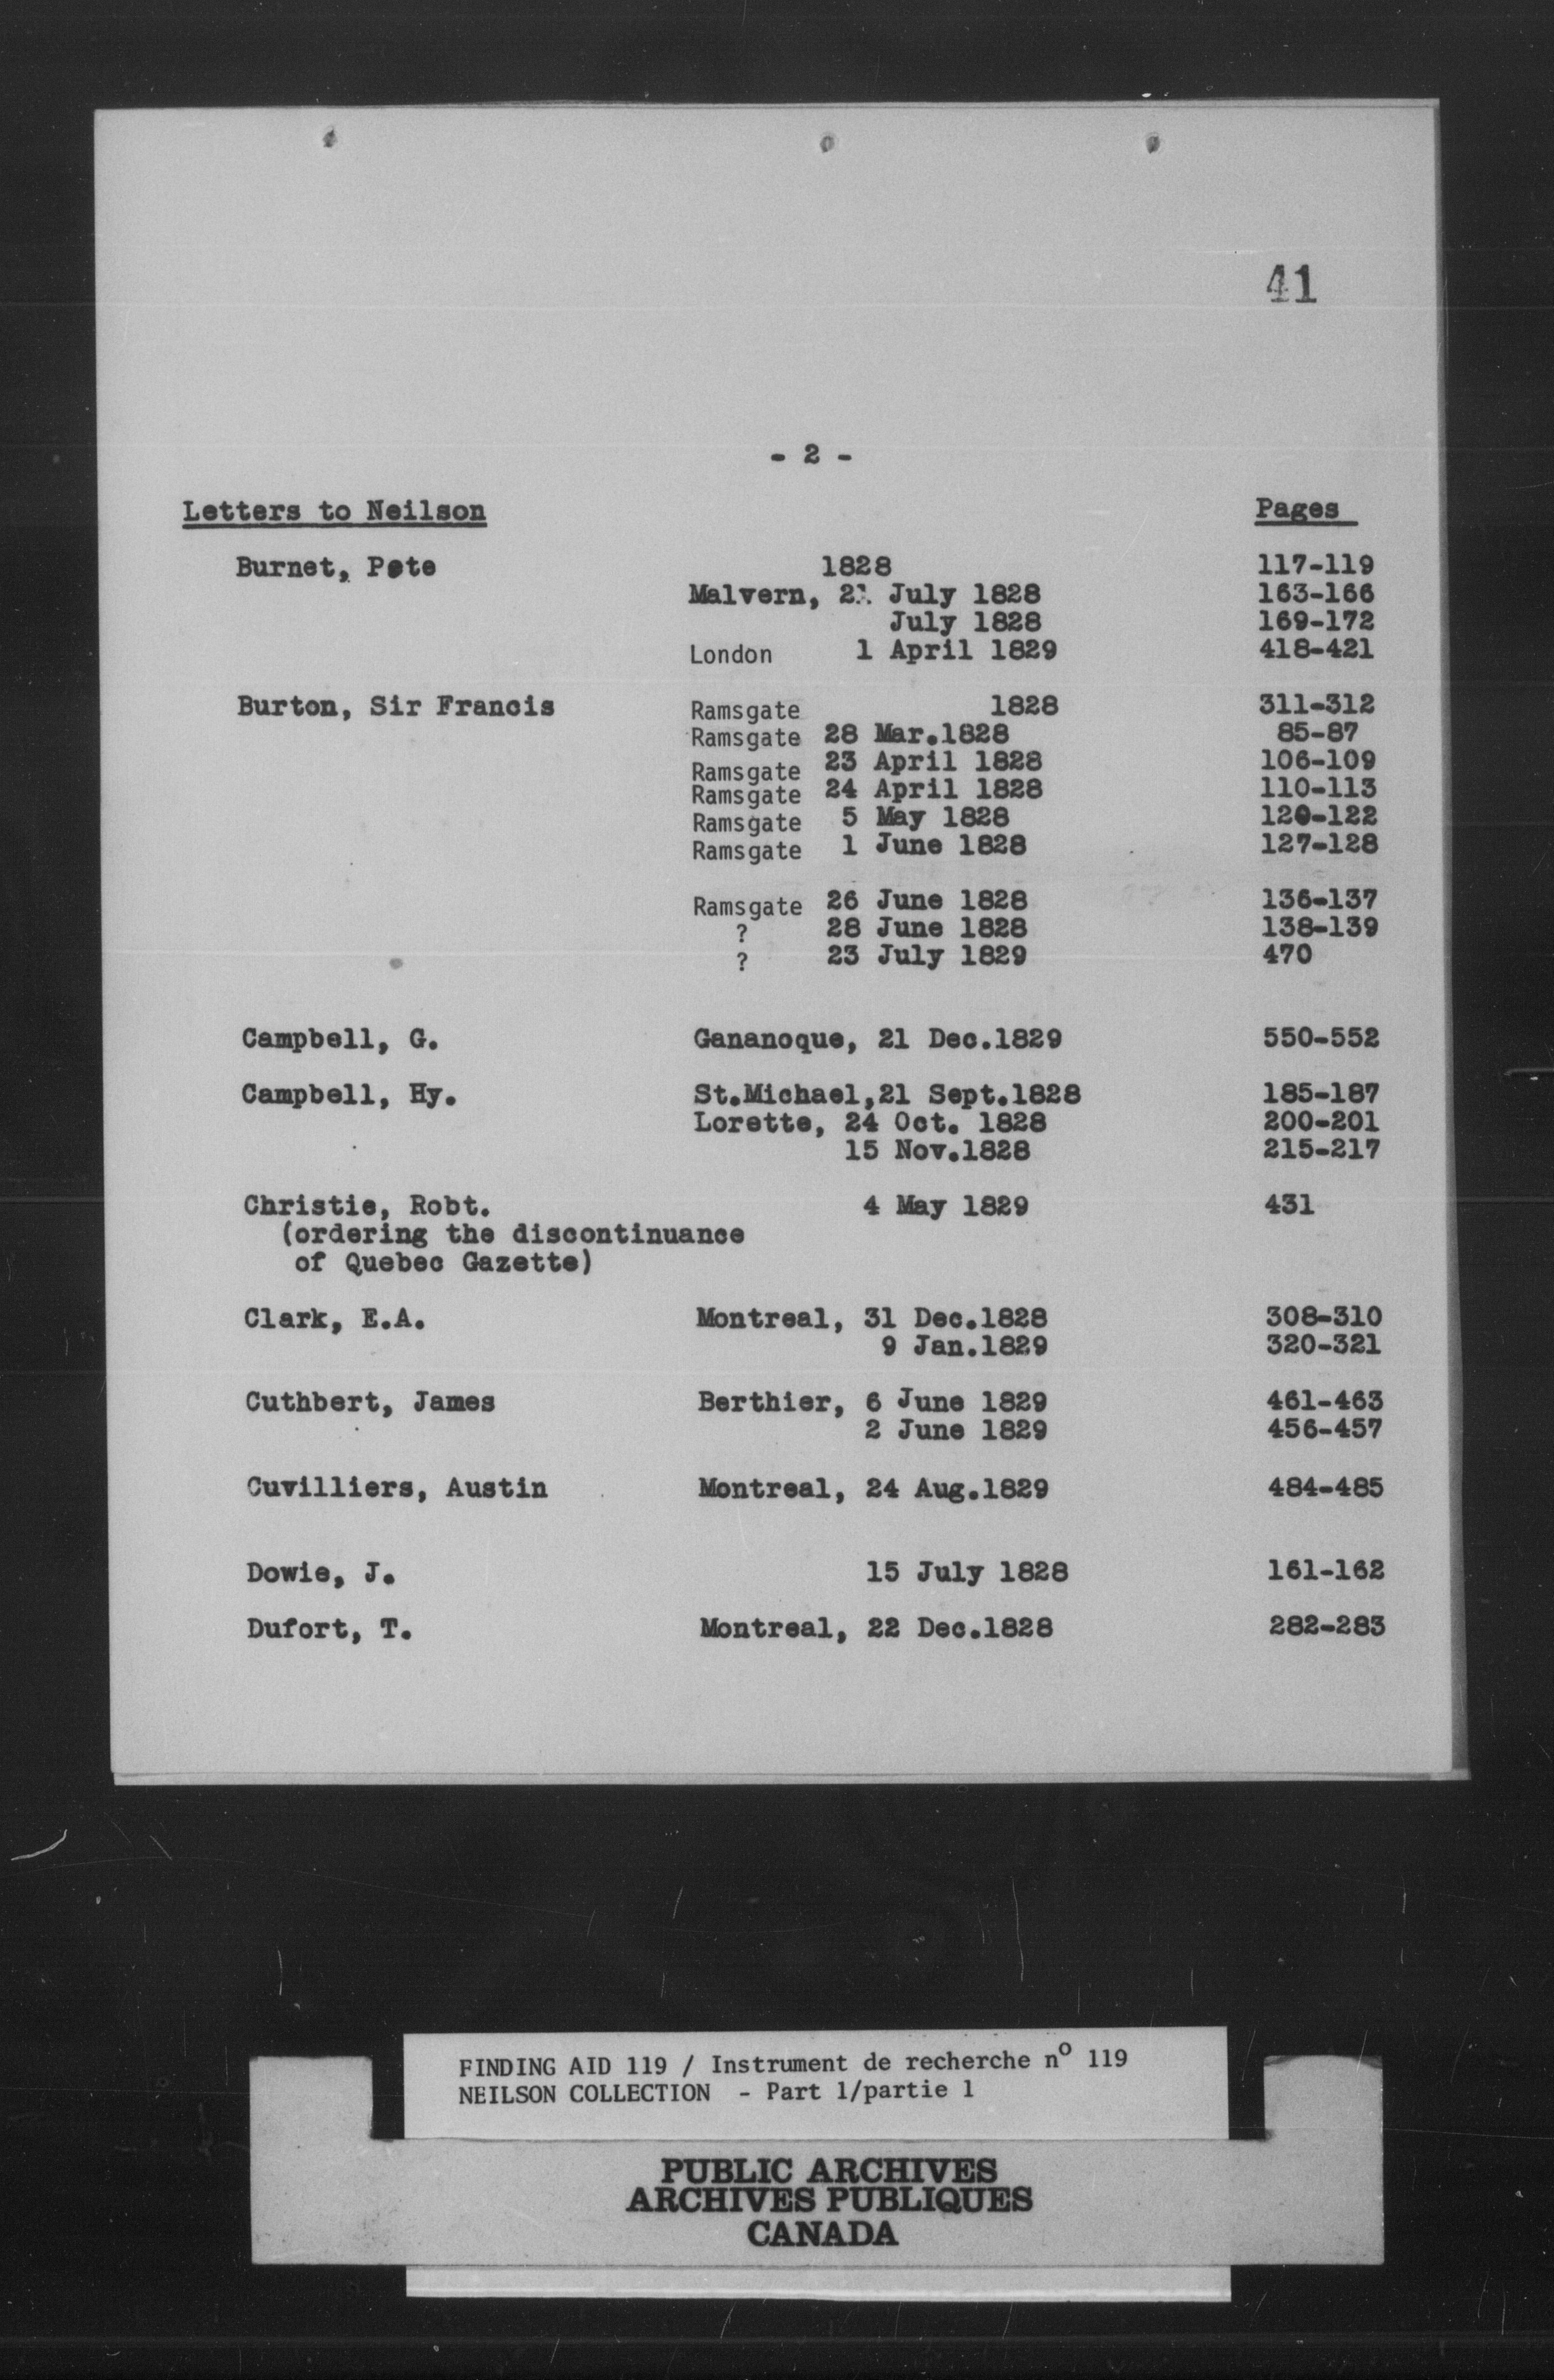 41
- 2 -
Letters to Neilson Pages
Burnet, Pete 1828 117-119
Malvern, July 1828 163-166
July 1828 169-172
London 1 April 1829 418-421
Burton, Sir Francis Ramsgate 1828 311-312
Ramsgate 28 Mar.1828 85-87
Ramsgate 23 April 1828 106-109
Ramsgate 24 April 1828 110-113
Ramsgate 5 May 1828 120-122
Ramsgate 1 June 1828 127-128
Ramsgate 26 June 1828 136-137
? 28 June 1828 138-139
? 23 July 1829 470
Campbell, G. Gananoque, 21 Dec.1829 550-552
Campbell, Hy. St.Michael,21 Sept.1828 185-187
Lorette, 24 Oct. 1828 200-201
15 Nov.1828 215-217
Christie, Robt. 4 May 1829 431
(ordering the discontinuance
of Quebec Gazette)
Clark, E.A. Montreal, 31 Dec.1828 308-310
9 Jan.1829 320-321
Cuthbert, James Berthier, 6 June 1829 461-463
2 June 1829 456-457
Cuvilliers, Austin Montreal, 24 Aug.1829 484-485
Dowie, J. 15 July 1828 161-162
Dufort, T. Montreal, 22 Dec.1828 282-283
FINDING AID 119 / Instrument de recherche nº 119
NEILSON COLLECTION - Part 1/partie 1
PUBLIC ARCHIVES
ARCHIVES PUBLIQUES
CANADA